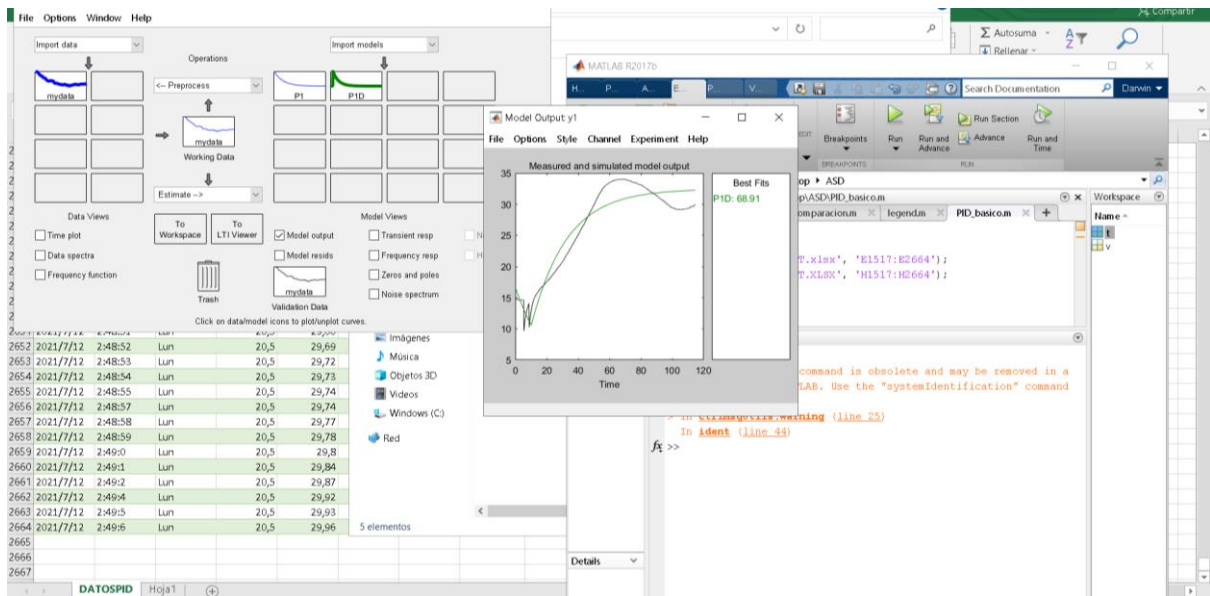 File Options Window Help
Import data
Import models
Operations
<-- Preprocess
mydata
P1
P1D
mydata
Working Data
Estimate -->
Data Views
To
Workspace
To
LTI Viewer
Model Views
Time plot
Data spectra
Frequency function
Model output
Model resids
Transient resp
Frequency resp
Zeros and poles
Noise spectrum
Trash
mydata
Validation Data
Click on data/model icons to plot/unplot curves.
Compartir
Autosuma
Rellenar
MATLAB R2017b
H... P... A... E... P... V...
Search Documentation
Darwin
Breakpoints
Run
Run and
Advance
Run Section
Advance
Run and
Time
BREAKPOINTS
RUN
Model Output: y1
File Options Style Channel Experiment Help
Measured and simulated model output
35
30
25
20
15
10
5
0 20 40 60 80 100 120
Time
Best Fits
P1D: 68.91
op ▸ ASD
p\ASD\PID_basico.m
omparacion.m
legend.m
PID_basico.m
Workspace
Name
t
v
T.xlsx', 'E1517:E2664');
T.XLSX', 'H1517:H2664');
command is obsolete and may be removed in a
LAB. Use the "systemIdentification" command
(line 25)
In ident (line 44)
fx >>
Details
2652 2021/7/12 2:48:52 Lun 20,5 29,69
2653 2021/7/12 2:48:53 Lun 20,5 29,72
2654 2021/7/12 2:48:54 Lun 20,5 29,73
2655 2021/7/12 2:48:55 Lun 20,5 29,74
2656 2021/7/12 2:48:57 Lun 20,5 29,74
2657 2021/7/12 2:48:58 Lun 20,5 29,77
2658 2021/7/12 2:48:59 Lun 20,5 29,78
2659 2021/7/12 2:49:0 Lun 20,5 29,8
2660 2021/7/12 2:49:1 Lun 20,5 29,84
2661 2021/7/12 2:49:2 Lun 20,5 29,87
2662 2021/7/12 2:49:4 Lun 20,5 29,92
2663 2021/7/12 2:49:5 Lun 20,5 29,93
2664 2021/7/12 2:49:6 Lun 20,5 29,96
2665
2666
2667
Imágenes
Música
Objetos 3D
Videos
Windows (C:)
Red
5 elementos
DATOSPID
Hoja1